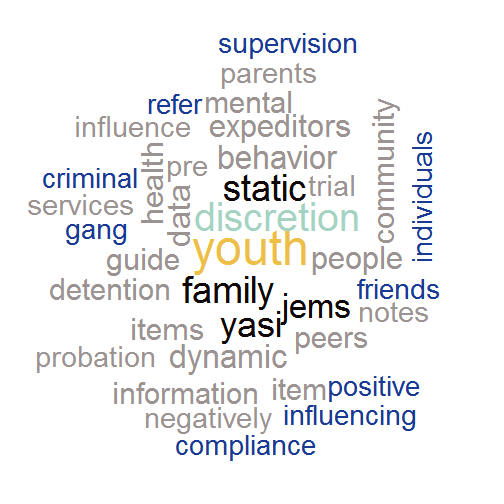 supervision
parents
refer mental
influence expeditors
health pre behavior
community
individuals
criminal
static trial
services
data
discretion
gang
youth
guide people
detention family jems friends
notes
items yasi peers
probation dynamic
information item positive
negatively influencing
compliance